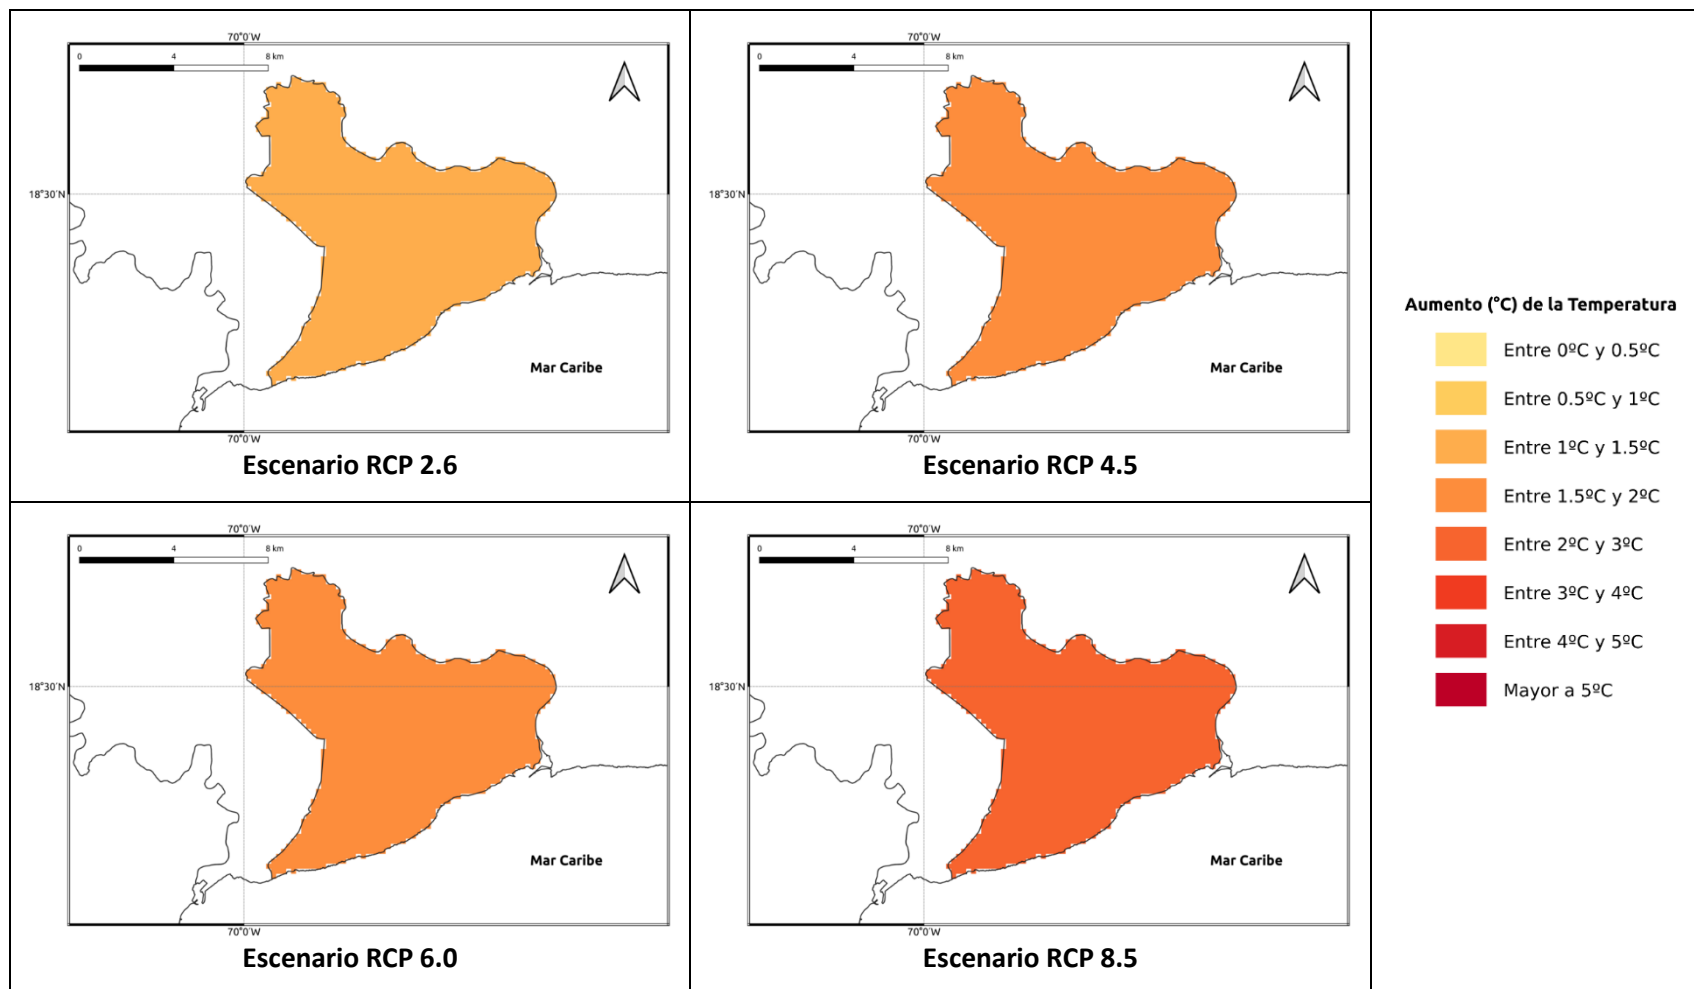 70°0'W
0 4 8 km
18°30'N
Mar Caribe
70°0'W
Escenario RCP 2.6
70°0'W
0 4 8 km
18°30'N
Mar Caribe
70°0'W
Escenario RCP 4.5
70°0'W
0 4 8 km
18°30'N
Mar Caribe
70°0'W
Escenario RCP 6.0
70°0'W
0 4 8 km
18°30'N
Mar Caribe
70°0'W
Escenario RCP 8.5
Aumento (°C) de la Temperatura
Entre 0ºC y 0.5ºC
Entre 0.5ºC y 1ºC
Entre 1ºC y 1.5ºC
Entre 1.5ºC y 2ºC
Entre 2ºC y 3ºC
Entre 3ºC y 4ºC
Entre 4ºC y 5ºC
Mayor a 5ºC